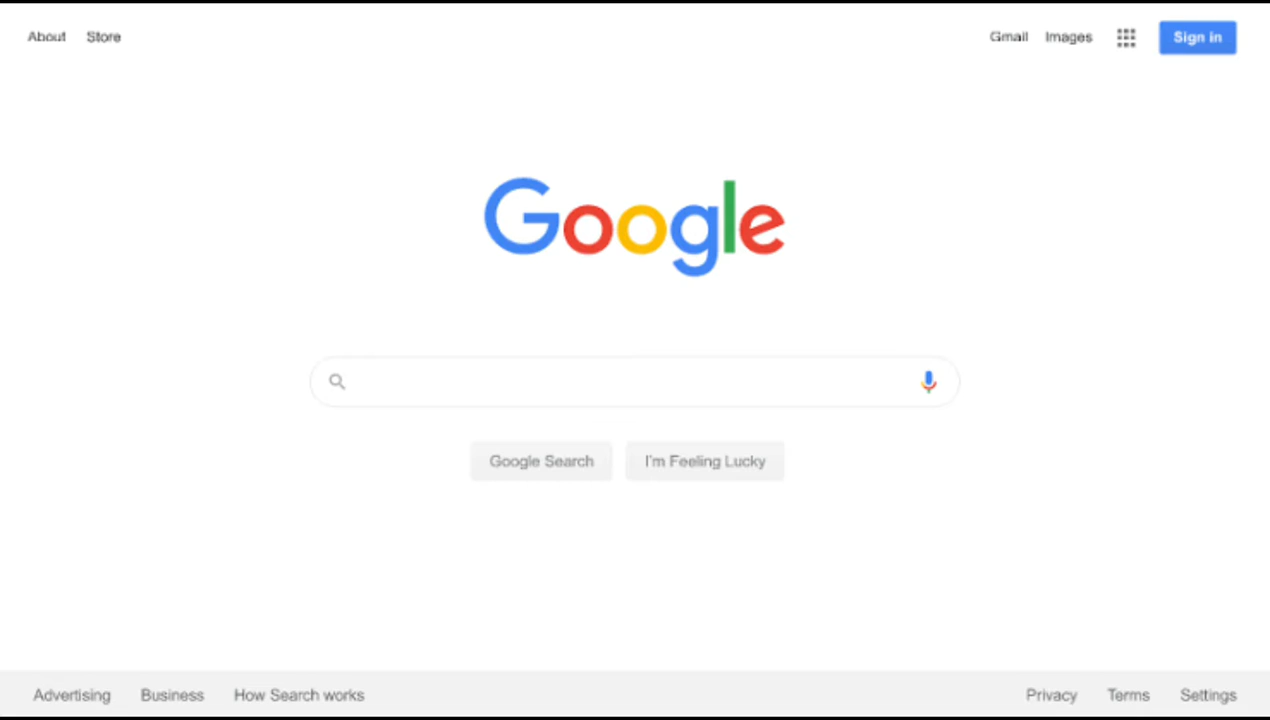 About Store Gmail Images Sign in
Google
Google Search I'm Feeling Lucky
Advertising Business How Search works Privacy Terms Settings